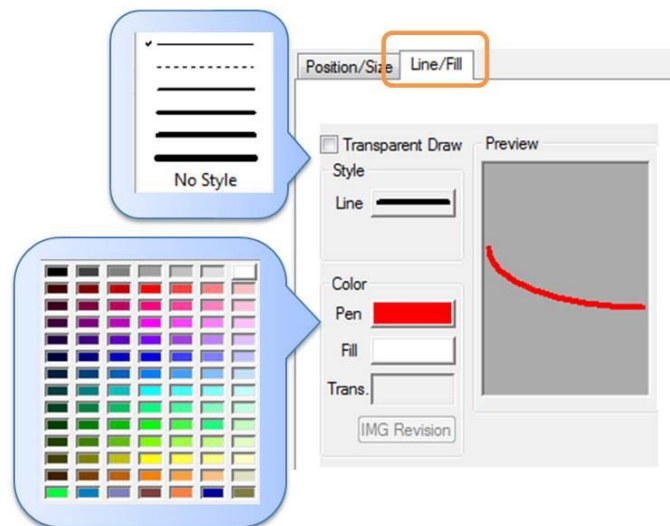 No Style
Position/Size
Line/Fill
Transparent Draw
Preview
Style
Line
Color
Pen
Fill
Trans.
IMG Revision